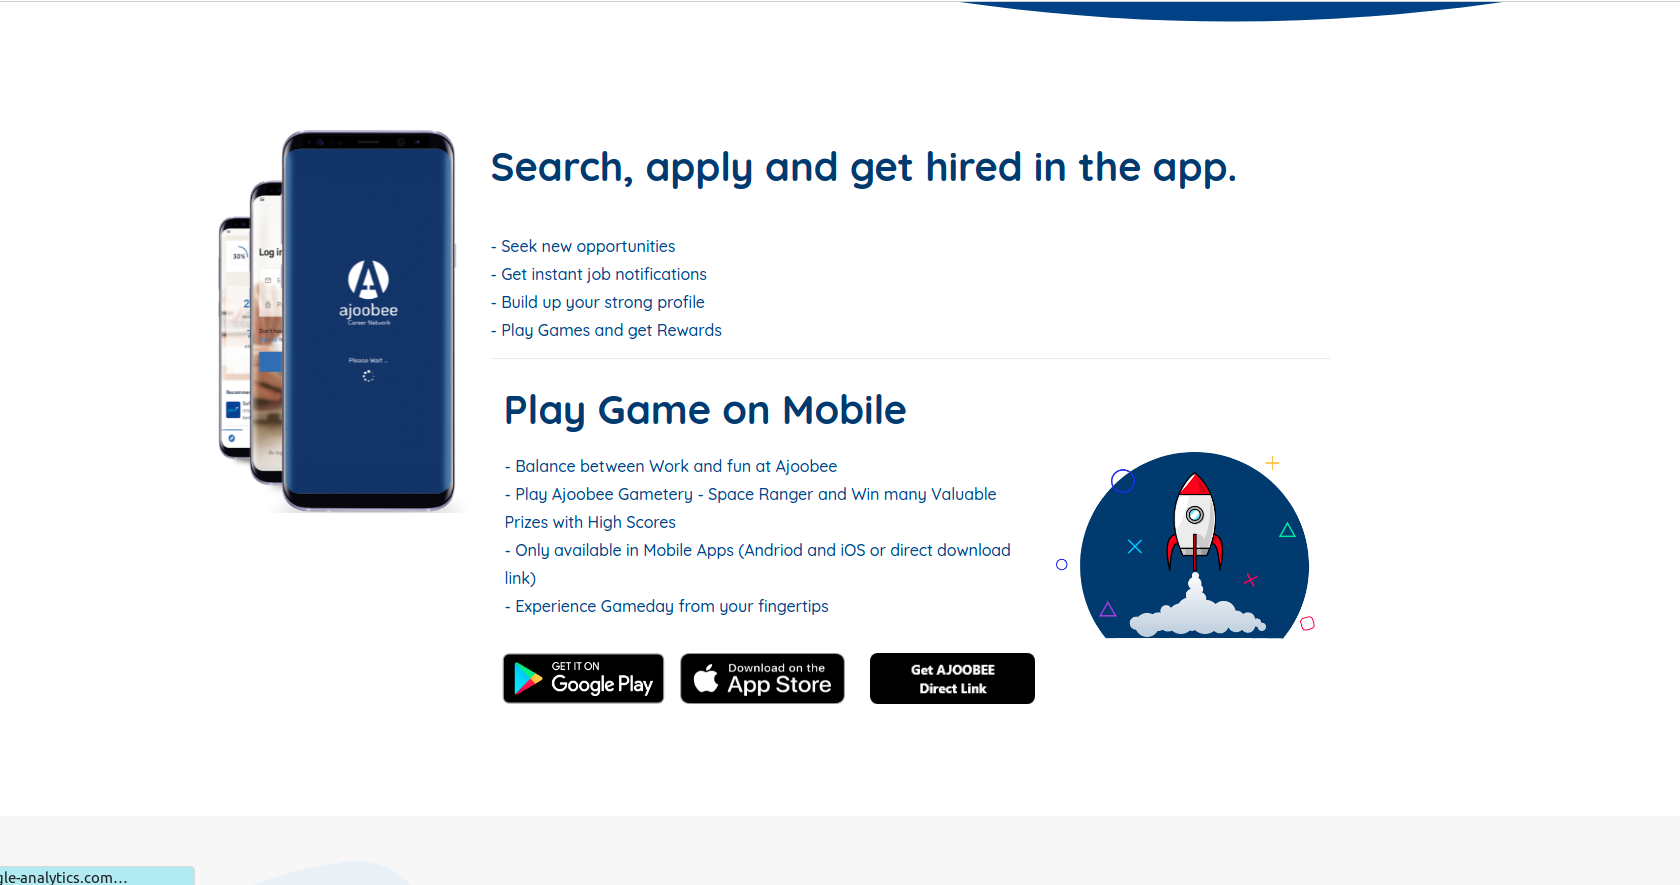 Search, apply and get hired in the app.
- Seek new opportunities
- Get instant job notifications
- Build up your strong profile
- Play Games and get Rewards
30%
Log in
ajoobee
Career Network
Please Wait ...
Play Game on Mobile
- Balance between Work and fun at Ajoobee
- Play Ajoobee Gametery - Space Ranger and Win many Valuable
Prizes with High Scores
- Only available in Mobile Apps (Andriod and iOS or direct download
link)
- Experience Gameday from your fingertips
GET IT ON
Google Play
Download on the
App Store
Get AJOOBEE
Direct Link
gle-analytics.com...